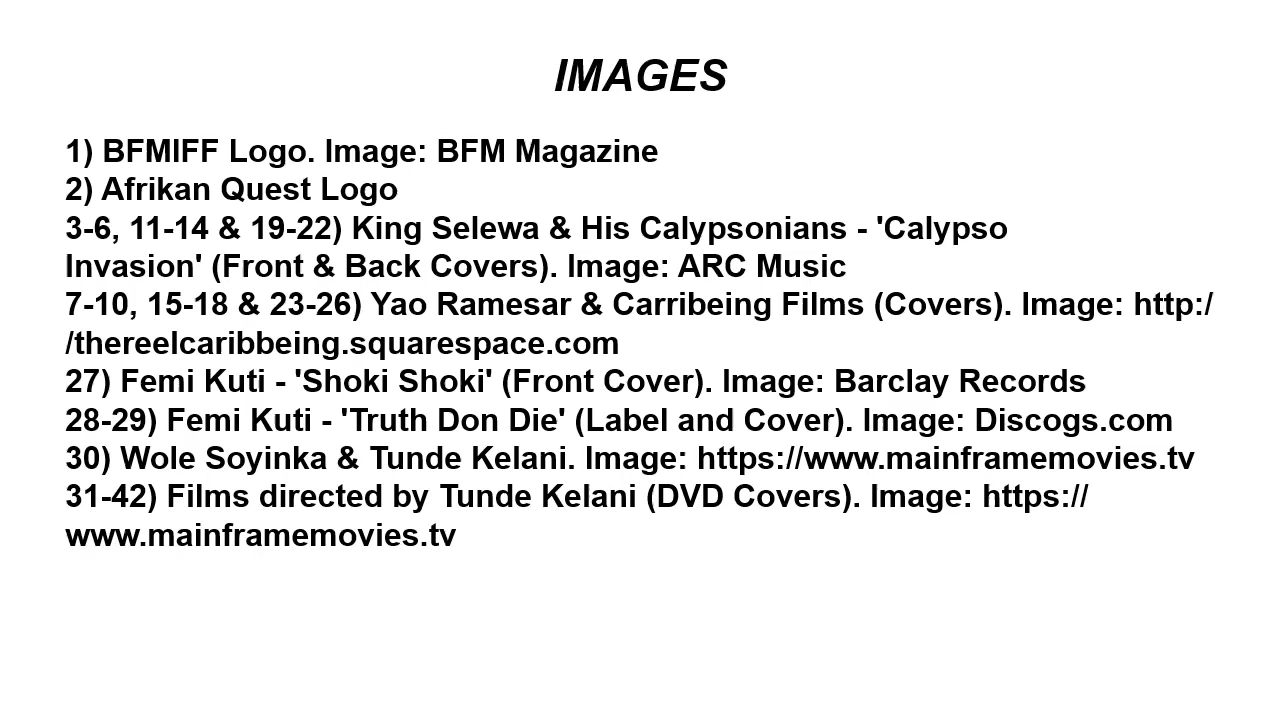 IMAGES
1) BFMIFF Logo. Image: BFM Magazine
2) Afrikan Quest Logo
3-6, 11-14 & 19-22) King Selewa & His Calypsonians - 'Calypso
Invasion' (Front & Back Covers). Image: ARC Music
7-10, 15-18 & 23-26) Yao Ramesar & Carribeing Films (Covers). Image: http:/
/thereelcaribbeing.squarespace.com
27) Femi Kuti - 'Shoki Shoki' (Front Cover). Image: Barclay Records
28-29) Femi Kuti - 'Truth Don Die' (Label and Cover). Image: Discogs.com
30) Wole Soyinka & Tunde Kelani. Image: https://www.mainframemovies.tv
31-42) Films directed by Tunde Kelani (DVD Covers). Image: https://
www.mainframemovies.tv